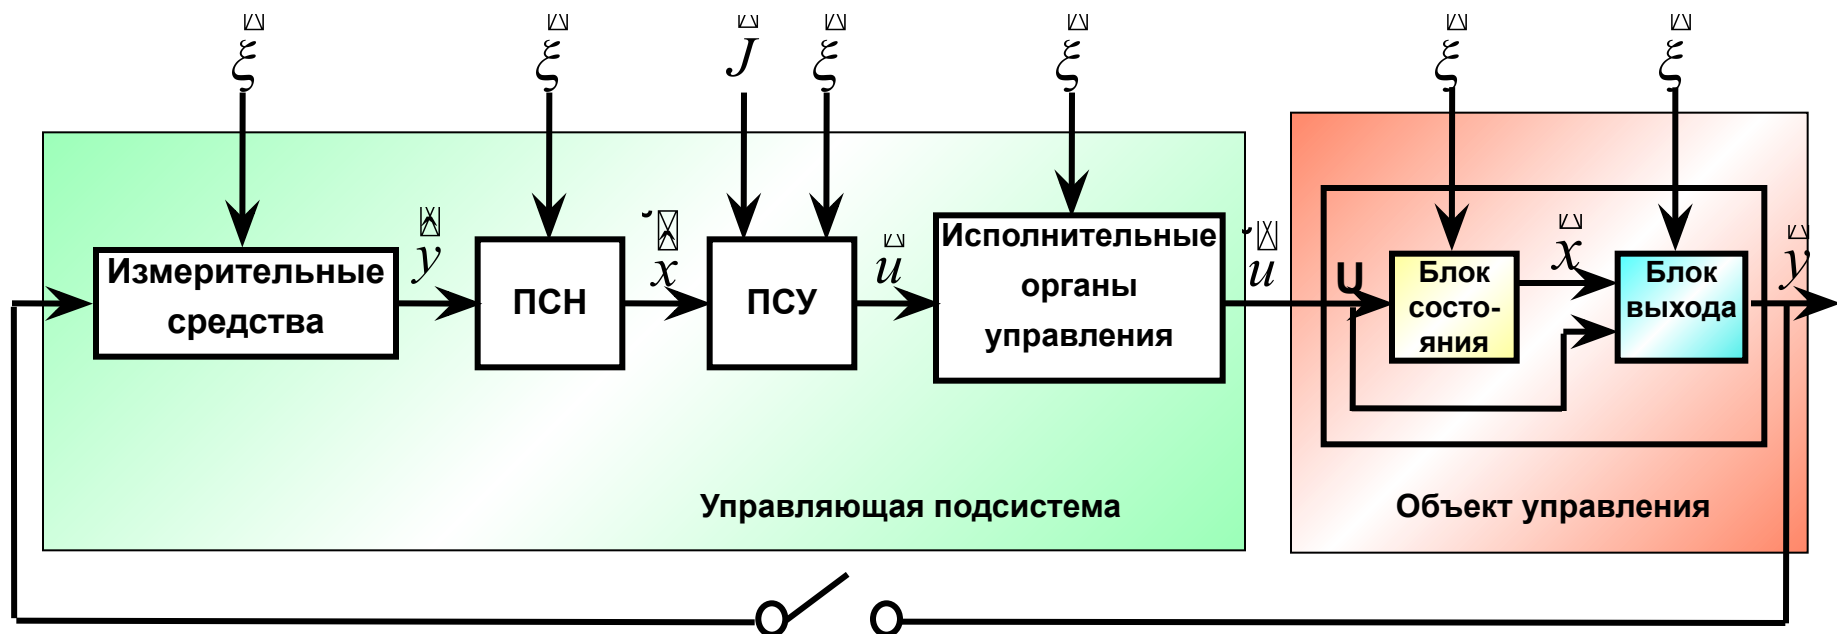 ξ ξ J ξ ξ ξ ξ
Измерительные
средства
y
ПСН
x
ПСУ
u
Исполнительные
органы
управления
u
U
Блок
состо-
яния
x
Блок
выхода
y
Управляющая подсистема
Объект управления